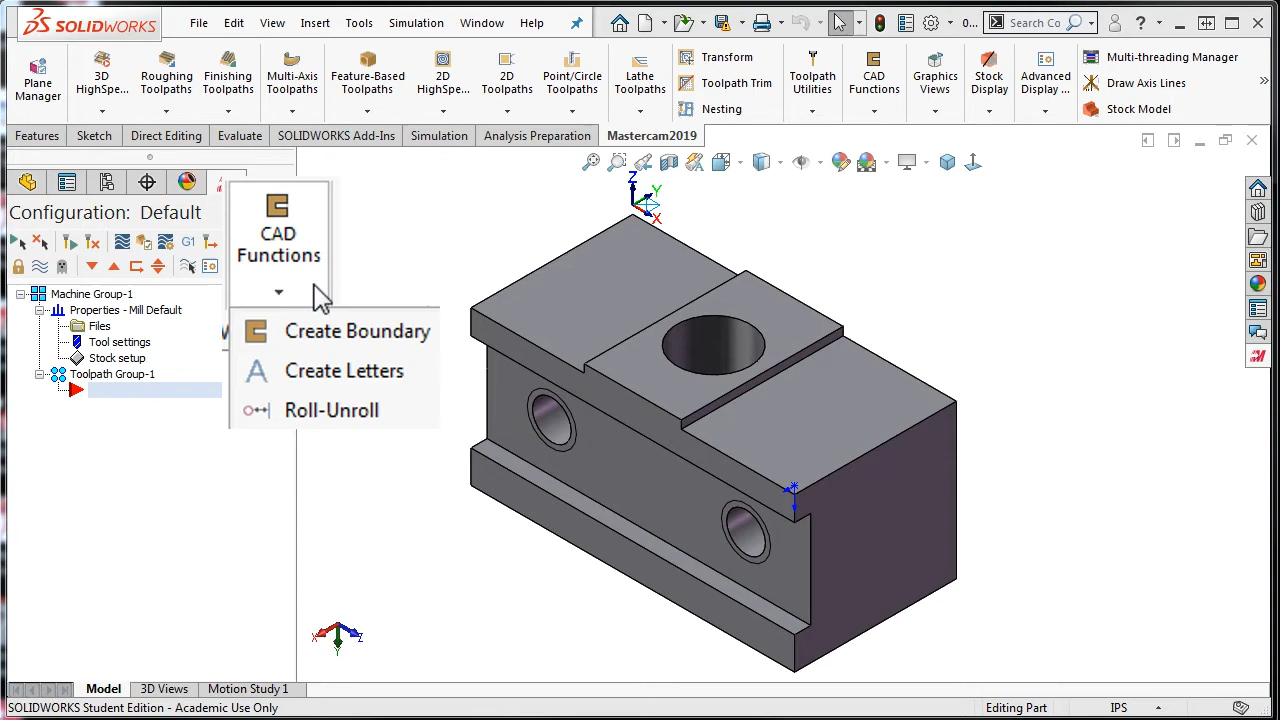 SOLIDWORKS File Edit View Insert Tools Simulation Window Help 0... Search Co ?
Plane Manager
3D HighSpe...
Roughing Toolpaths
Finishing Toolpaths
Multi-Axis Toolpaths
Feature-Based Toolpaths
2D HighSpe...
2D Toolpaths
Point/Circle Toolpaths
Lathe Toolpaths
Transform
Toolpath Trim
Nesting
Toolpath Utilities
CAD Functions
Graphics Views
Stock Display
Advanced Display ...
Multi-threading Manager
Draw Axis Lines
Stock Model
Features Sketch Direct Editing Evaluate SOLIDWORKS Add-Ins Simulation Analysis Preparation Mastercam2019
Configuration: Default
G1
Machine Group-1
Properties - Mill Default
Files
Tool settings
Stock setup
Toolpath Group-1
CAD
Functions
Create Boundary
Create Letters
Roll-Unroll
Z
Y
X
X
Z
Y
Model 3D Views Motion Study 1
SOLIDWORKS Student Edition - Academic Use Only Editing Part IPS